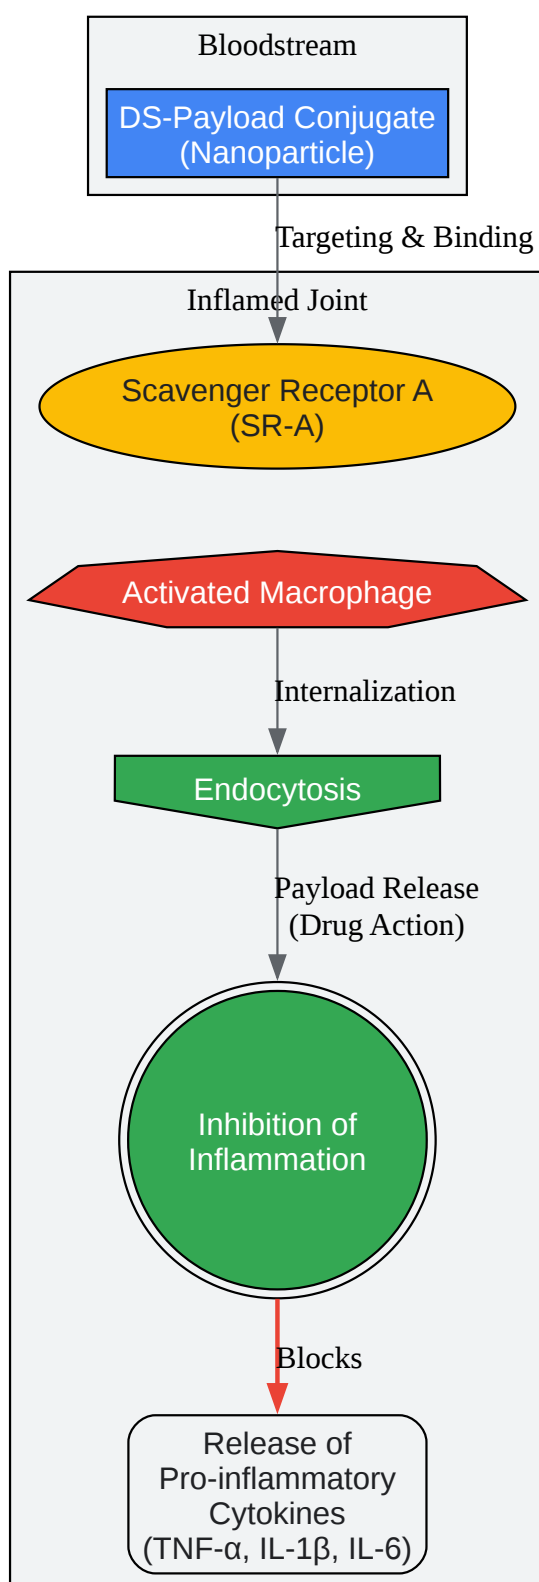 Bloodstream
DS-Payload Conjugate
(Nanoparticle)
Targeting & Binding
Inflamed Joint
Scavenger Receptor A
(SR-A)
Activated Macrophage
Internalization
Endocytosis
Payload Release
(Drug Action)
Inhibition of
Inflammation
Blocks
Release of
Pro-inflammatory
Cytokines
(TNF-α, IL-1β, IL-6)